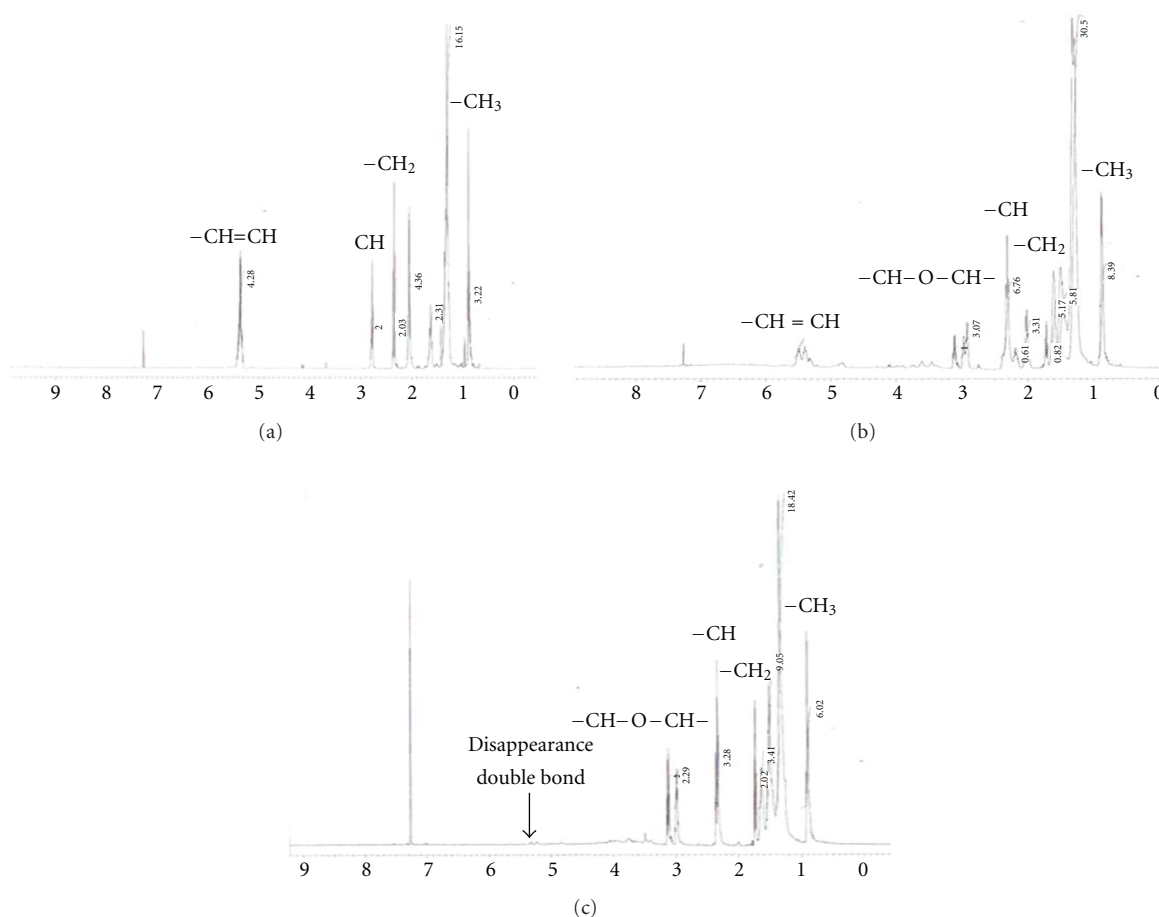 16.15
−CH3
−CH2
−CH=CH
CH
4.28
2
2.03
4.36
2.31
3.22
9 8 7 6 5 4 3 2 1 0
(a)
30.5
−CH3
−CH
−CH2
−CH−O−CH−
−CH = CH
6.76
5.17
5.81
8.39
1
3.07
0.61
3.31
0.82
8 7 6 5 4 3 2 1 0
(b)
18.42
−CH3
−CH
−CH2
9.05
6.02
−CH−O−CH−
Disappearance
double bond
2.29
3.28
2.02
3.41
9 8 7 6 5 4 3 2 1 0
(c)